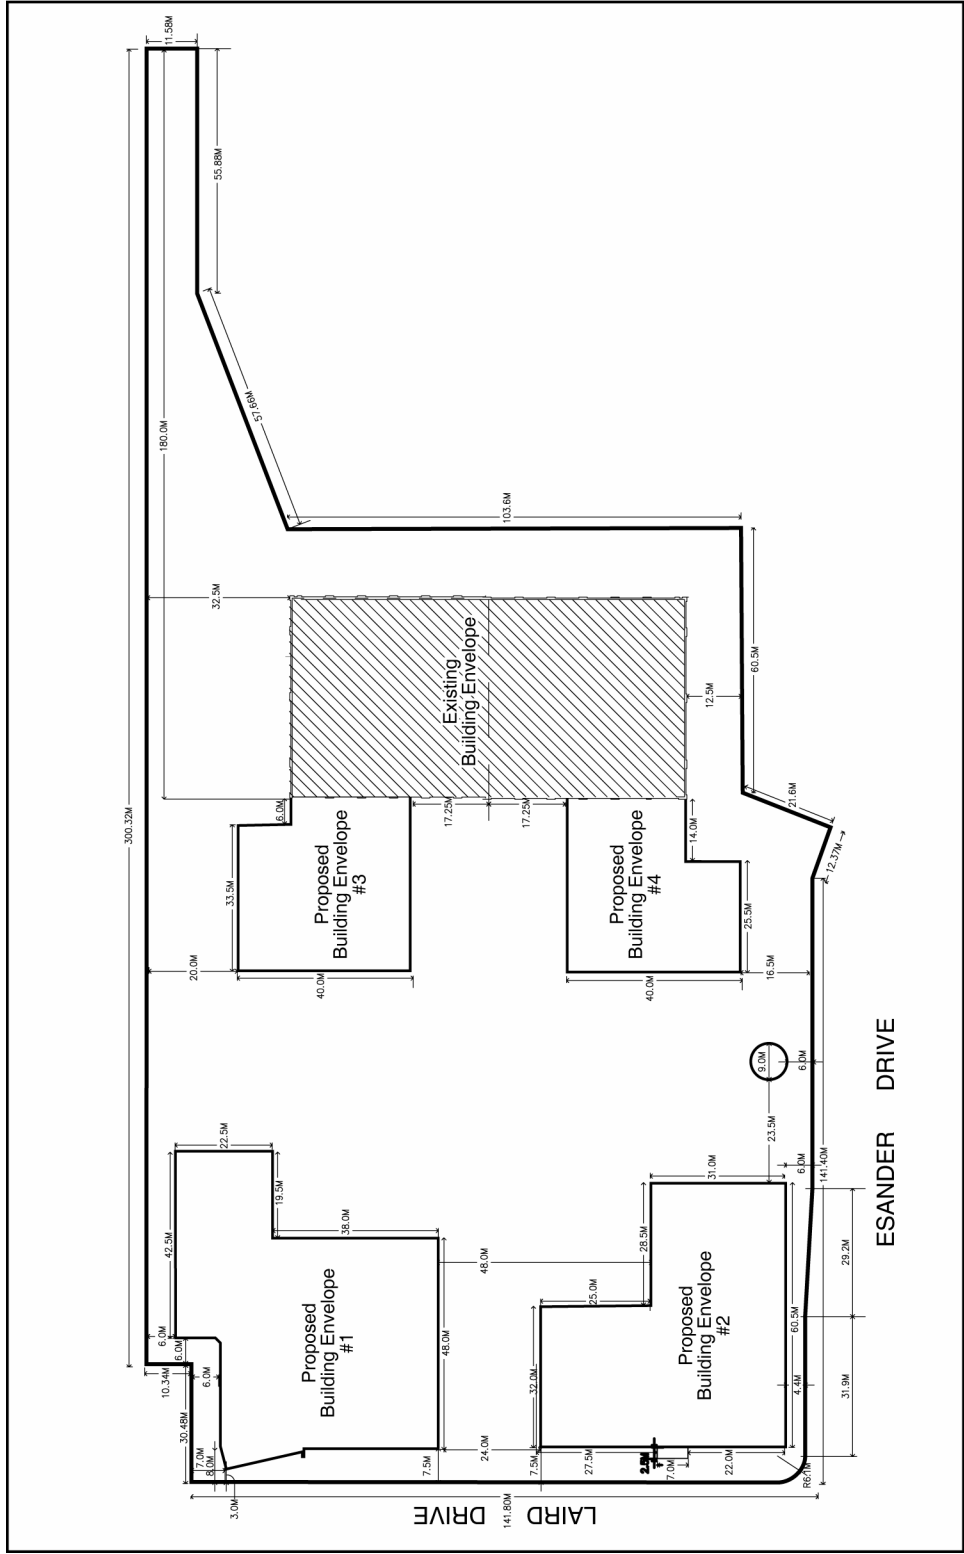 11.58M
55.88M
180.0M
57.66M
300.32M
103.6M
32.5M
60.5M
12.5M
21.6M
12.37M
Existing
Building Envelope
6.0M
17.25M
17.25M
14.0M
33.5M
Proposed
Building Envelope
#3
Proposed
Building Envelope
#4
25.5M
20.0M
40.0M
40.0M
16.5M
9.0M
6.0M
23.5M
22.5M
19.5M
42.5M
38.0M
31.0M
6.0M
141.40M
ESANDER DRIVE
28.5M
48.0M
25.0M
29.2M
6.0M
6.0M
Proposed
Building Envelope
#1
48.0M
Proposed
Building Envelope
#2
60.5M
10.34M
6.0M
32.0M
4.4M
31.9M
30.48M
7.0M
8.0M
3.0M
7.5M
24.0M
7.5M
27.5M
2.5M
7.0M
22.0M
R6.1M
141.80M
LAIRD DRIVE